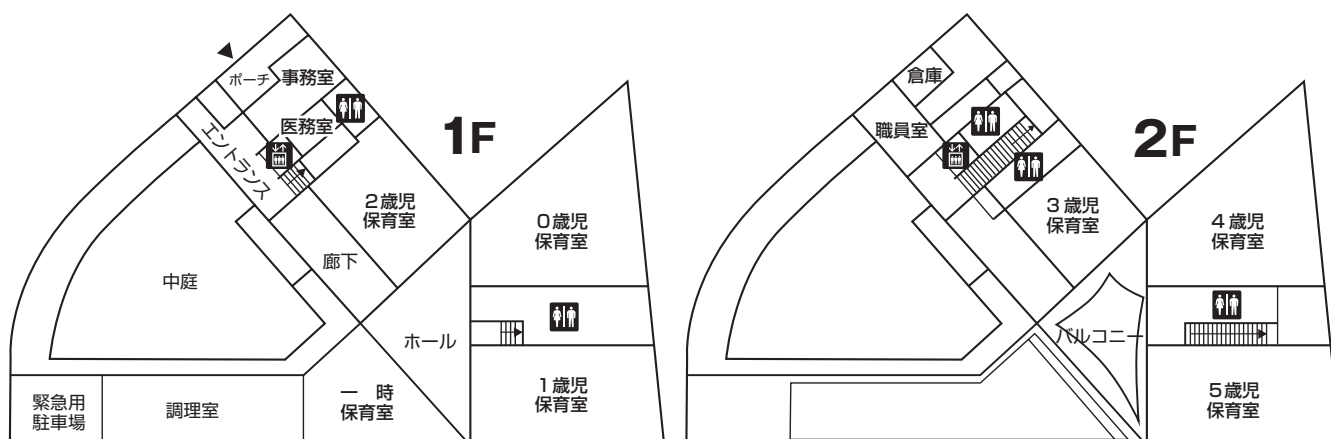 1F
ポーチ
事務室
医務室
エントランス
2歳児
保育室
0歳児
保育室
廊下
中庭
ホール
一 時
保育室
1歳児
保育室
緊急用
駐車場
調理室
2F
倉庫
職員室
3歳児
保育室
4歳児
保育室
バルコニー
5歳児
保育室